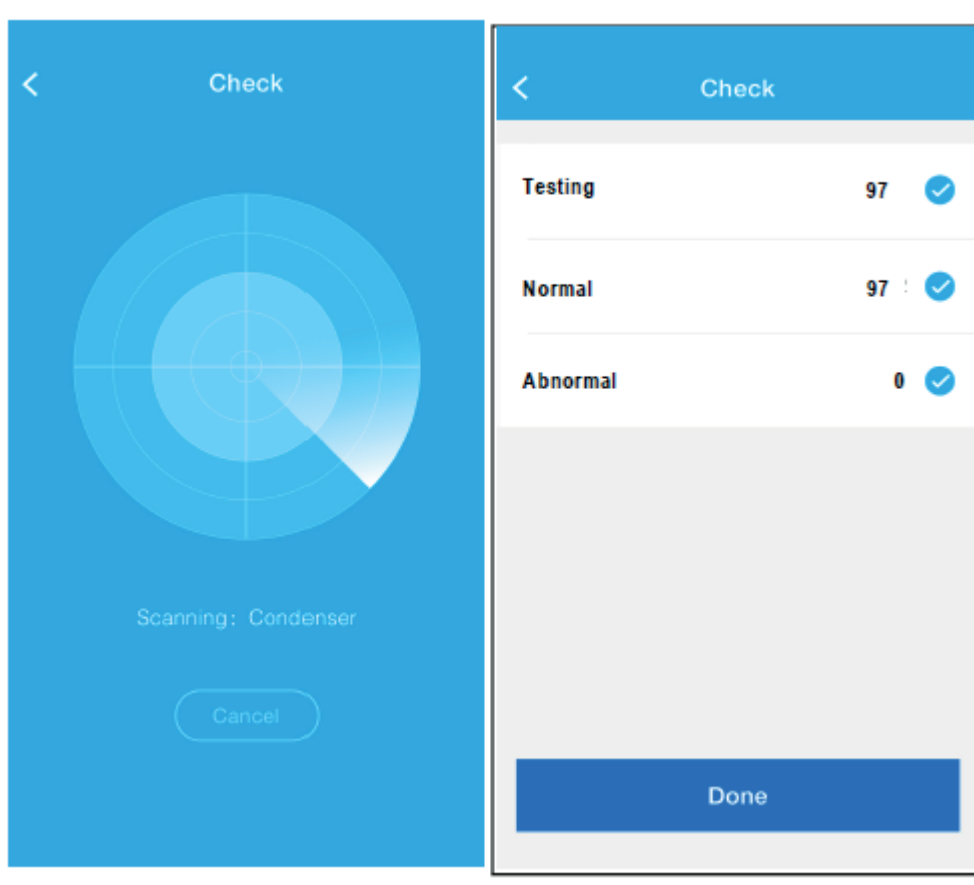 Check
Scanning: Condenser
Cancel
Check
Testing 97
Normal 97
Abnormal 0
Done